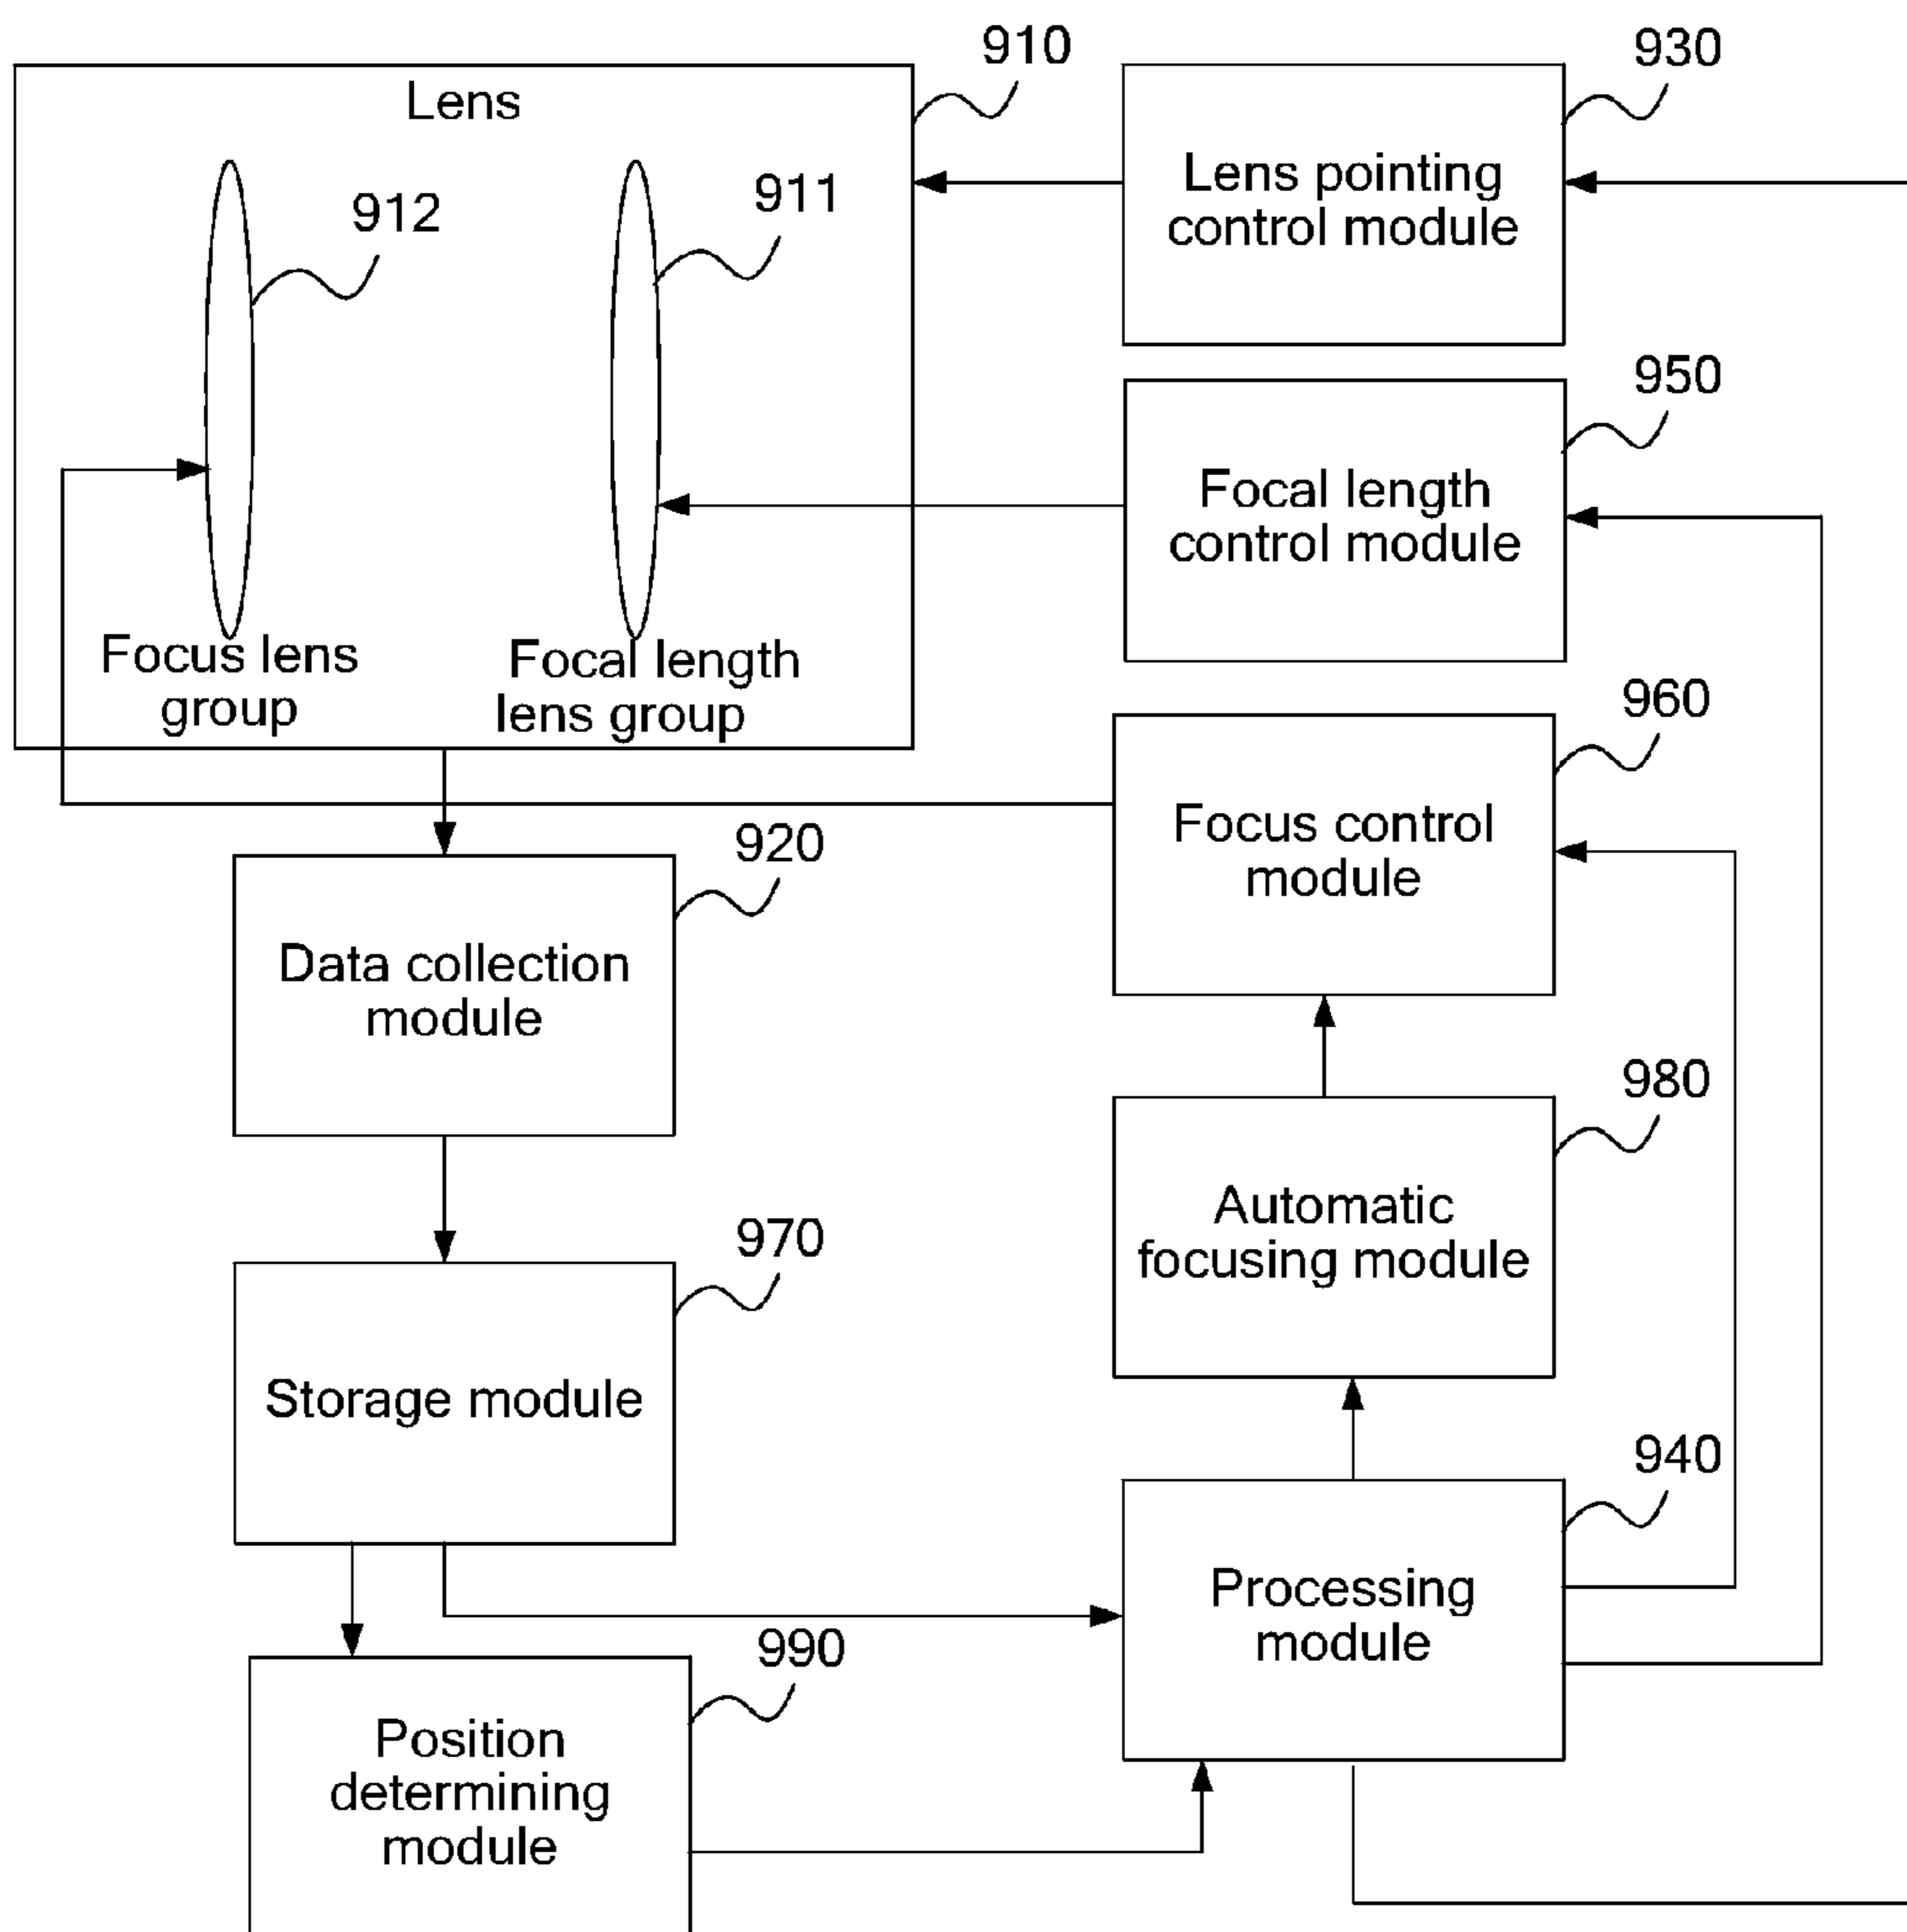 Lens
910
912
911
Focus lens
group
Focal length
lens group
930
Lens pointing
control module
950
Focal length
control module
960
Focus control
module
920
Data collection
module
980
Automatic
focusing module
970
Storage module
940
Processing
module
990
Position
determining
module